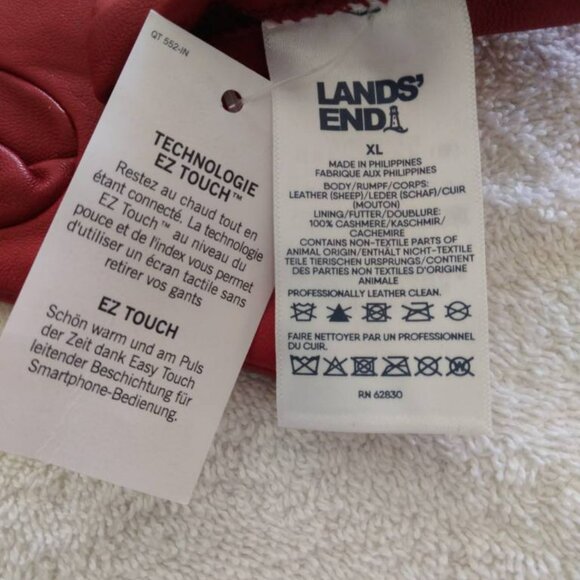 QT 552-IN
TECHNOLOGIE
EZ TOUCH™
Restez au chaud tout en
étant connecté. La technologie
EZ Touch™ au niveau du
pouce et de l'index vous permet
d'utiliser un écran tactile sans
retirer vos gants
EZ TOUCH
Schön warm und am Puls
der Zeit dank Easy Touch
leitender Beschichtung für
Smartphone-Bedienung.
LANDS'
END
XL
MADE IN PHILIPPINES
FABRIQUE AUX PHILIPPINES
BODY/RUMPF/CORPS:
LEATHER (SHEEP)/LEDER (SCHAF)/CUIR
(MOUTON)
LINING/FUTTER/DOUBLURE:
100% CASHMERE/KASCHMIR/
CACHEMIRE
CONTAINS NON-TEXTILE PARTS OF
ANIMAL ORIGIN/ENTHÄLT NICHT-TEXTILE
TEILE TIERISCHEN URSPRUNGS/CONTIENT
DES PARTIES NON TEXTILES D'ORIGINE
ANIMALE
PROFESSIONALLY LEATHER CLEAN.
FAIRE NETTOYER PAR UN PROFESSIONNEL
DU CUIR.
RN 62830